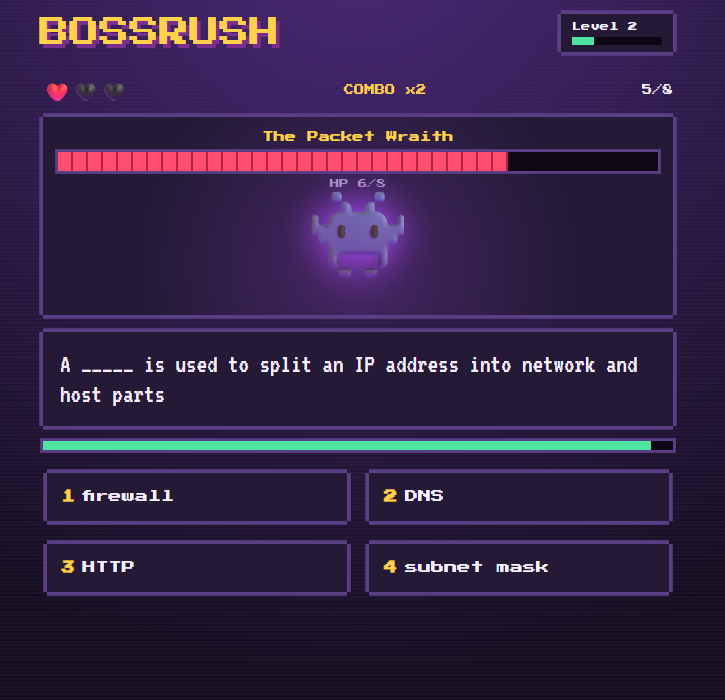 BOSSRUSH
Level 2
COMBO x2
5/8
The Packet Wraith
HP 6/8
A _____ is used to split an IP address into network and
host parts
1 firewall
2 DNS
3 HTTP
4 subnet mask